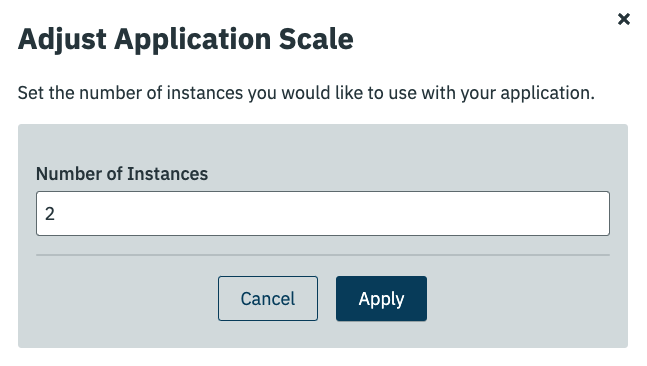 Adjust Application Scale
Set the number of instances you would like to use with your application.
Number of Instances
2
Cancel
Apply